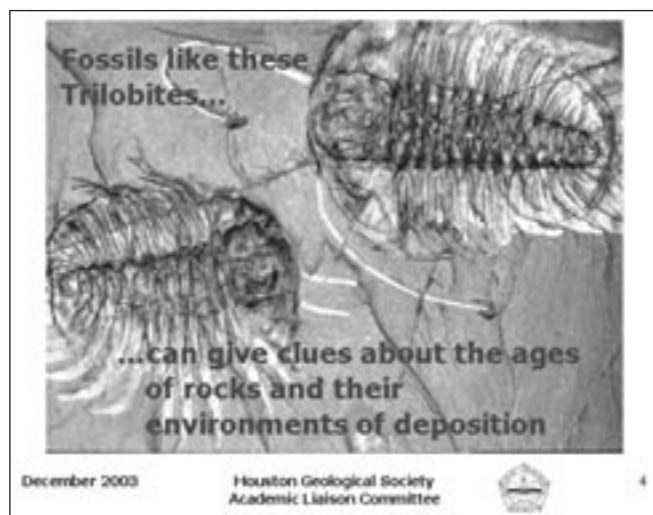 Fossils like these
Trilobites...
...can give clues about the ages
of rocks and their
environments of deposition
December 2003
Houston Geological Society
Academic Liaison Committee
4